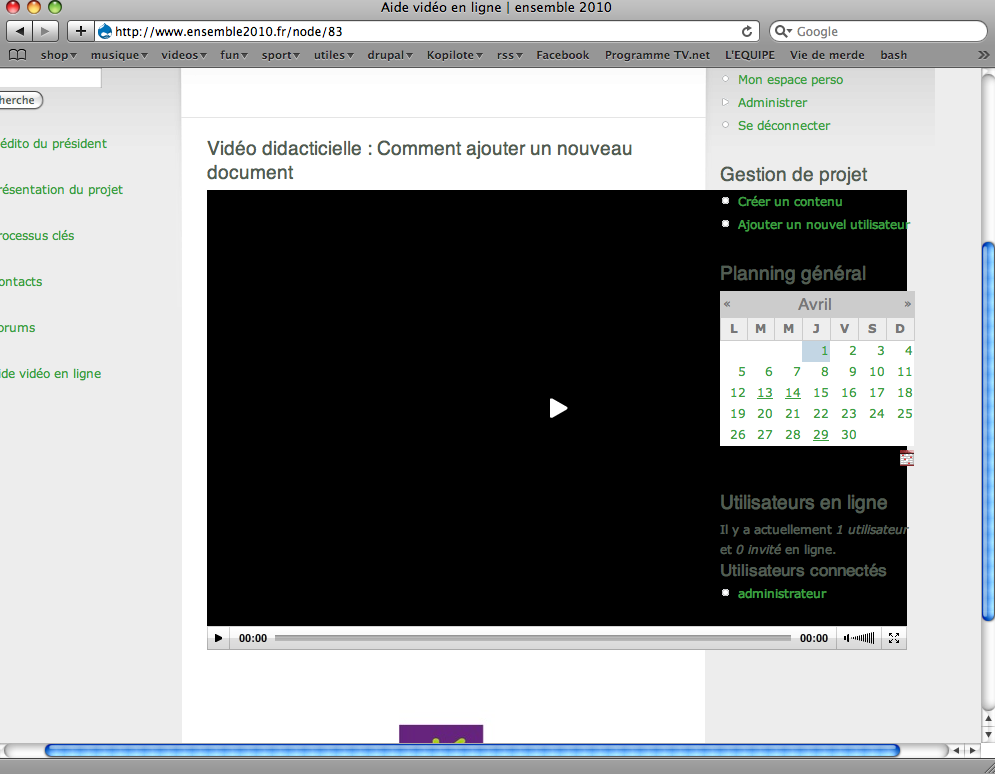 Aide vidéo en ligne | ensemble 2010
http://www.ensemble2010.fr/node/83
Google
shop musique videos fun sport utiles drupal Kopilote rss Facebook Programme TV.net L'EQUIPE Vie de merde bash
herche
édito du président
résentation du projet
rocessus clés
ontacts
orums
ide vidéo en ligne
Vidéo didacticielle : Comment ajouter un nouveau
document
00:00 00:00
Mon espace perso
Administrer
Se déconnecter
Gestion de projet
Créer un contenu
Ajouter un nouvel utilisateur
Planning général
« Avril »
L M M J V S D
1 2 3 4
5 6 7 8 9 10 11
12 13 14 15 16 17 18
19 20 21 22 23 24 25
26 27 28 29 30
Utilisateurs en ligne
Il y a actuellement 1 utilisateur
et 0 invité en ligne.
Utilisateurs connectés
administrateur